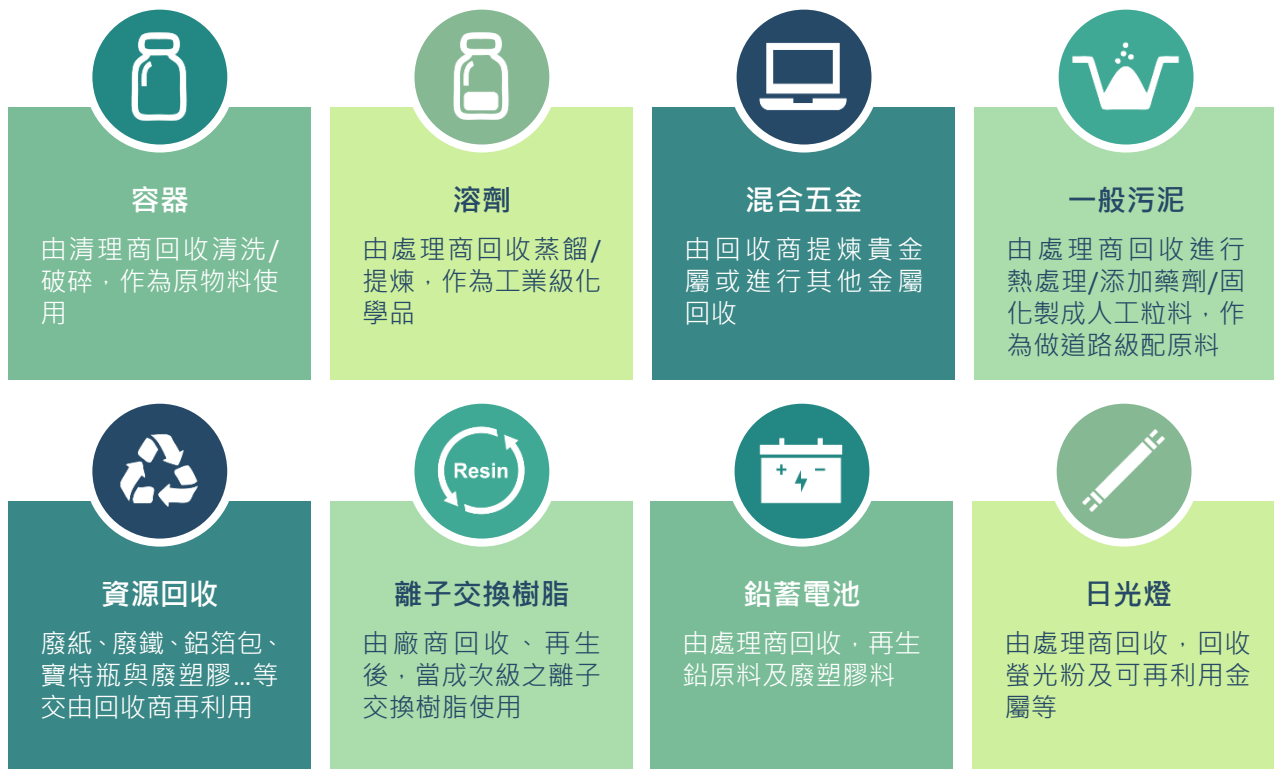 容器
由清理商回收清洗/
破碎，作為原物料使
用
溶劑
由處理商回收蒸餾/
提煉，作為工業級化
學品
混合五金
由回收商提煉貴金
屬或進行其他金屬
回收
一般污泥
由處理商回收進行
熱處理/添加藥劑/固
化製成人工粒料，作
為做道路級配原料
資源回收
廢紙、廢鐵、鋁箔包、
寶特瓶與廢塑膠…等
交由回收商再利用
Resin
離子交換樹脂
由廠商回收、再生
後，當成次級之離子
交換樹脂使用
鉛蓄電池
由處理商回收，再生
鉛原料及廢塑膠料
日光燈
由處理商回收，回收
螢光粉及可再利用金
屬等